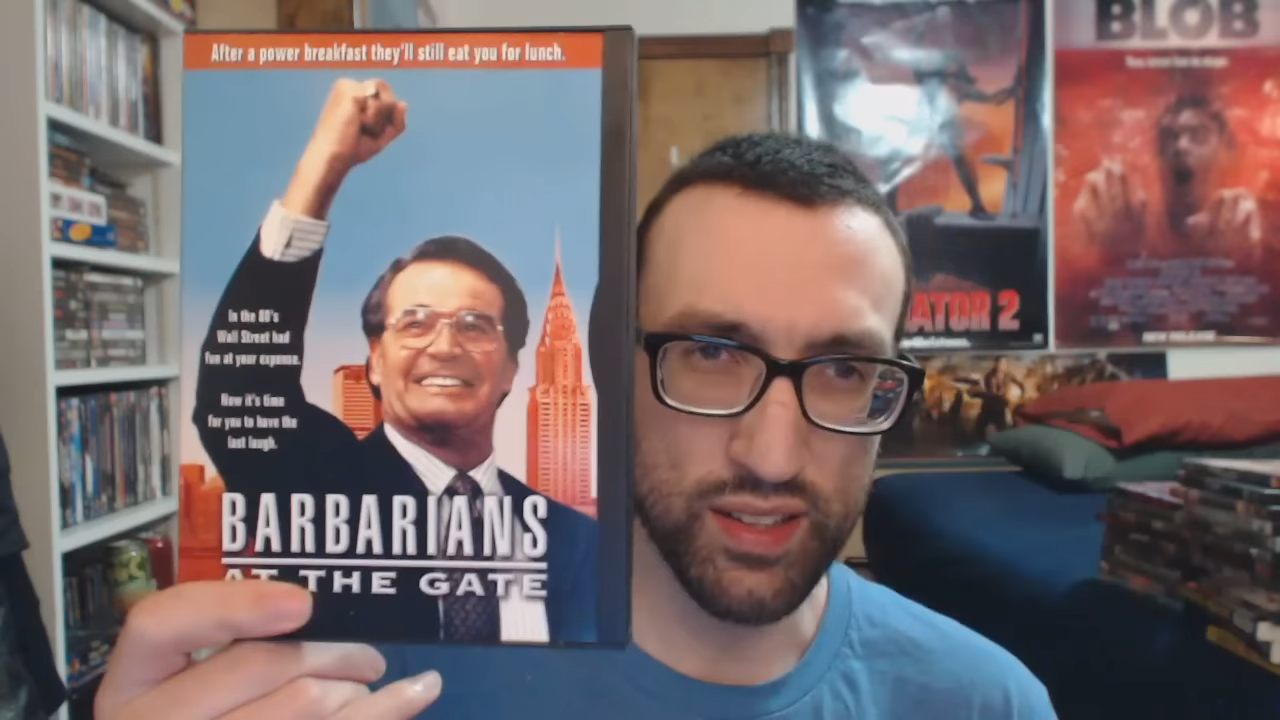 After a power breakfast they'll still eat you for lunch.
In the 80's
Wall Street had
fun at your expense.
Now it's time
for you to have the
last laugh.
BARBARIANS
AT THE GATE
ATOR 2
BLOB